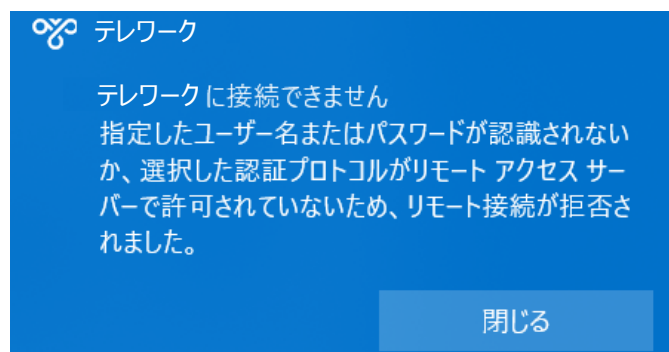 テレワーク
テレワーク に接続できません
指定したユーザー名またはパスワードが認識されない
か、選択した認証プロトコルがリモート アクセス サー
バーで許可されていないため、リモート接続が拒否さ
れました。
閉じる